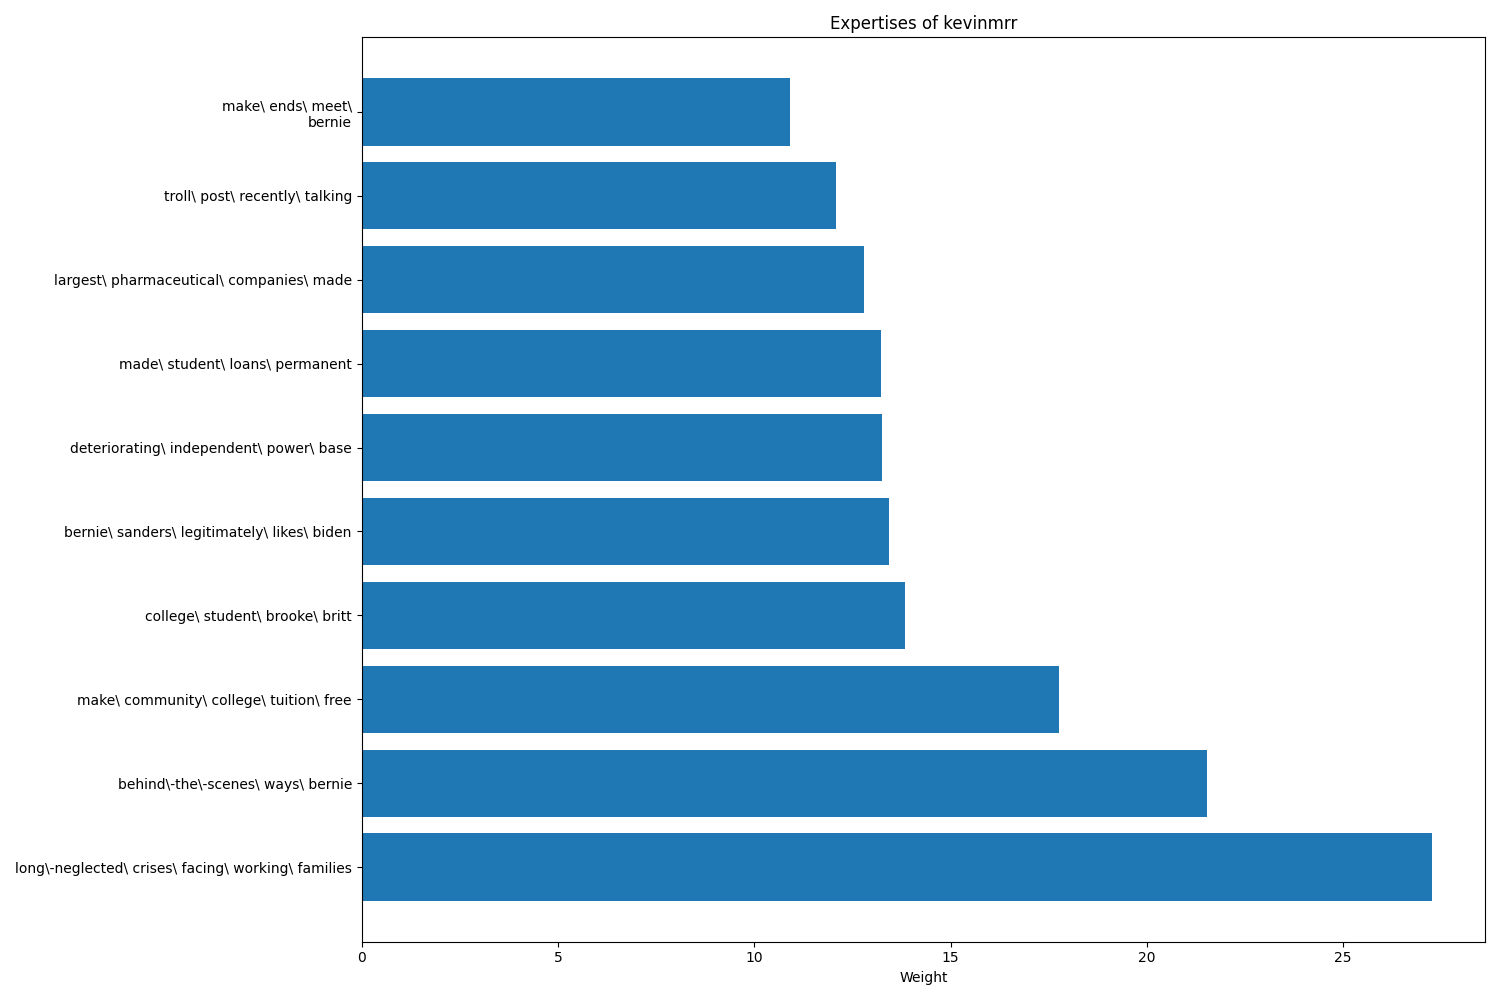 Expertises of kevinmrr
make\ ends\ meet\
bernie
troll\ post\ recently\ talking
largest\ pharmaceutical\ companies\ made
made\ student\ loans\ permanent
deteriorating\ independent\ power\ base
bernie\ sanders\ legitimately\ likes\ biden
college\ student\ brooke\ britt
make\ community\ college\ tuition\ free
behind\-the\-scenes\ ways\ bernie
long\-neglected\ crises\ facing\ working\ families
0 5 10 15 20 25
Weight